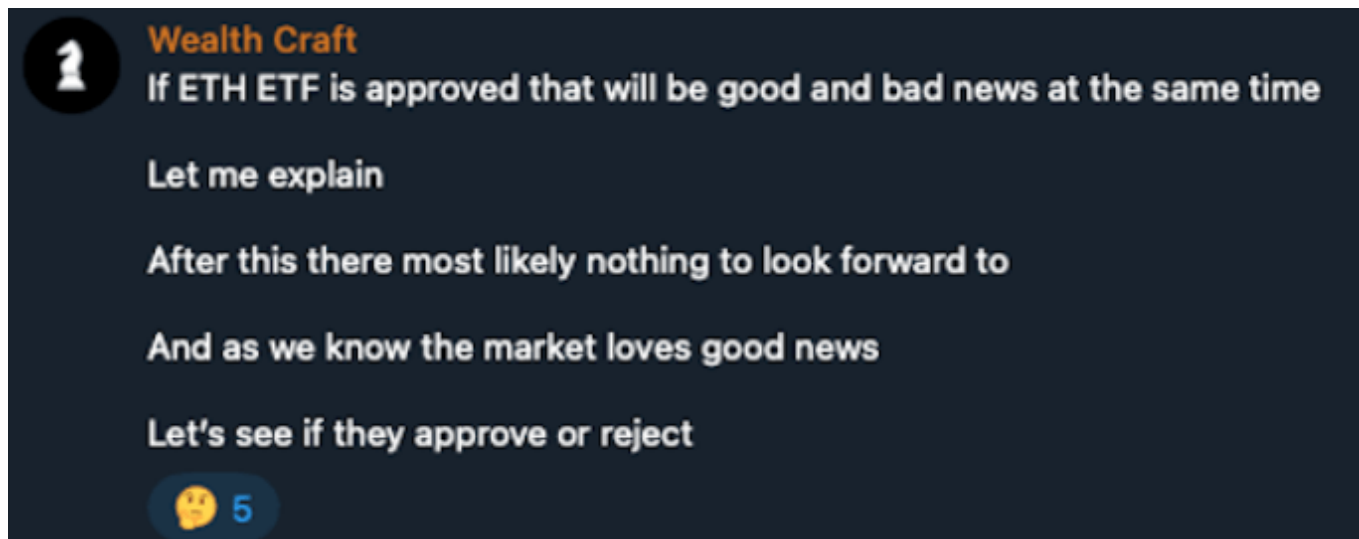 Wealth Craft
If ETH ETF is approved that will be good and bad news at the same time
Let me explain
After this there most likely nothing to look forward to
And as we know the market loves good news
Let's see if they approve or reject
🤔 5